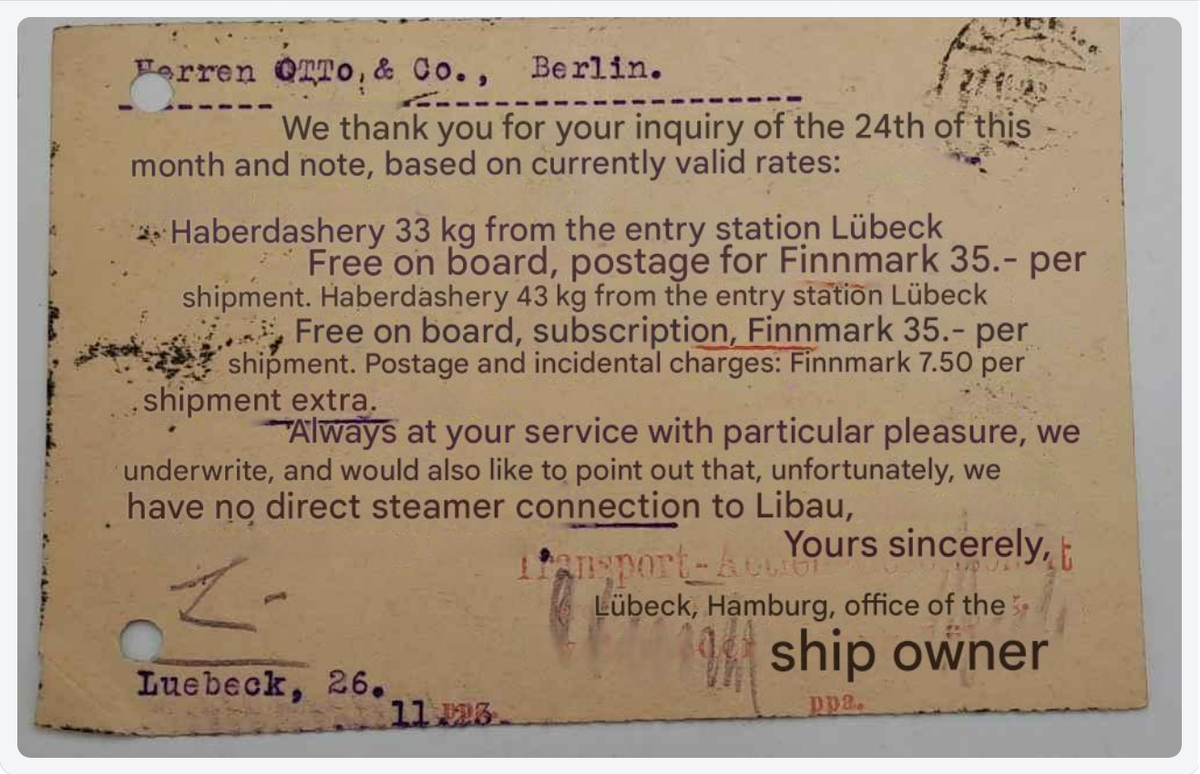 Herren OTTo,& Co., Berlin.
We thank you for your inquiry of the 24th of this
month and note, based on currently valid rates:
Haberdashery 33 kg from the entry station Lübeck
Free on board, postage for Finnmark 35.- per
shipment. Haberdashery 43 kg from the entry station Lübeck
Free on board, subscription, Finnmark 35.- per
shipment. Postage and incidental charges: Finnmark 7.50 per
shipment extra.
Always at your service with particular pleasure, we
underwrite, and would also like to point out that, unfortunately, we
have no direct steamer connection to Libau,
Yours sincerely,
Transport-
Lübeck, Hamburg, office of the
der ship owner
Luebeck, 26.
11
ppa.